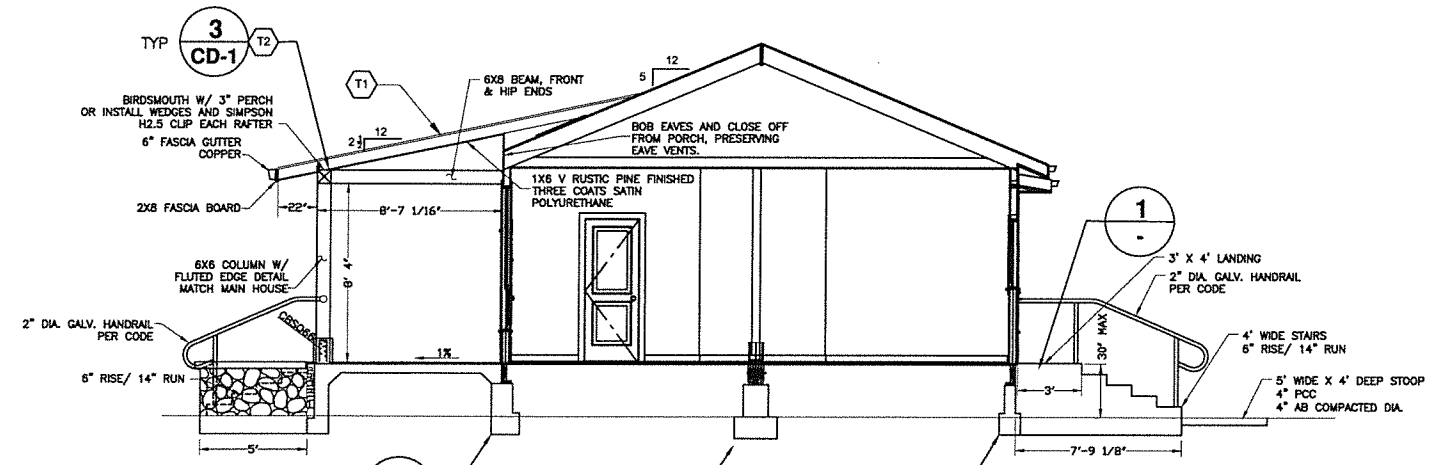 TYP
3
CD-1
T2
T1
12
5
6X8 BEAM, FRONT
& HIP ENDS
BIRDSMOUTH W/ 3" PERCH
OR INSTALL WEDGES AND SIMPSON
H2.5 CLIP EACH RAFTER
6" FASCIA GUTTER
COPPER
12
2 1/2
BOB EAVES AND CLOSE OFF
FROM PORCH, PRESERVING
EAVE VENTS.
1X6 V RUSTIC PINE FINISHED
THREE COATS SATIN
POLYURETHANE
2X8 FASCIA BOARD
22"
8'-7 1/16"
1
-
6X6 COLUMN W/
FLUTED EDGE DETAIL
MATCH MAIN HOUSE
8' 4"
3' X 4' LANDING
2" DIA. GALV. HANDRAIL
PER CODE
2" DIA. GALV. HANDRAIL
PER CODE
CBSQ66
30" MAX
4' WIDE STAIRS
6" RISE/ 14" RUN
1%
6" RISE/ 14" RUN
3'
5' WIDE X 4' DEEP STOOP
4" PCC
4" AB COMPACTED DIA.
5'
7'-9 1/8"